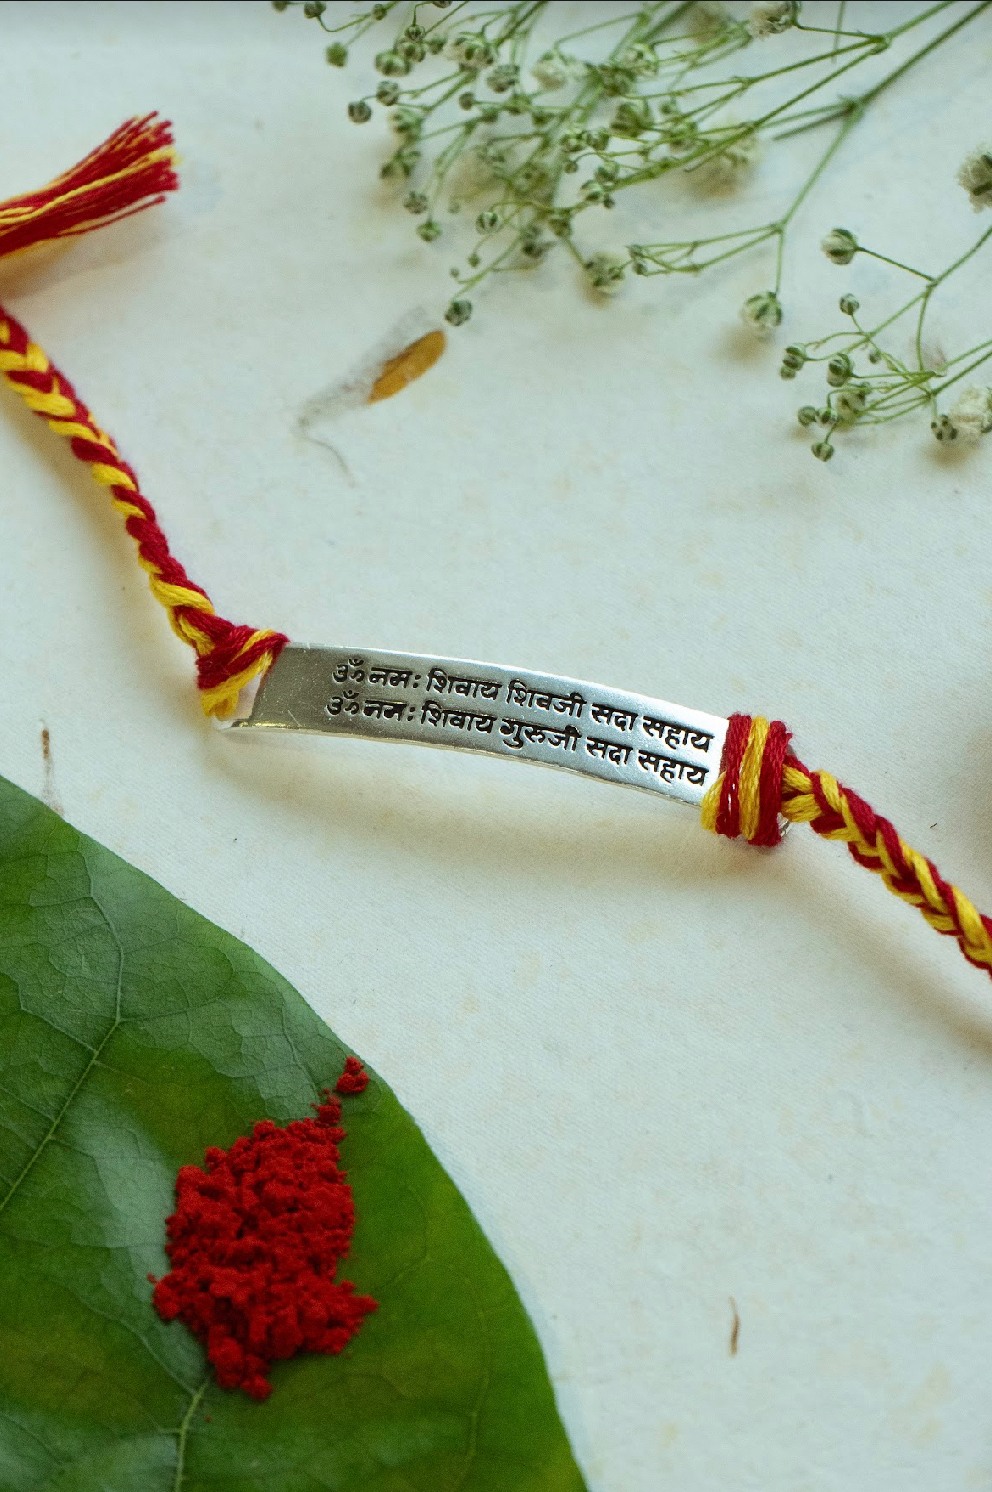 ॐ नमः शिवाय शिवजी सदा सहाय
ॐ नमः शिवाय गुरुजी सदा सहाय